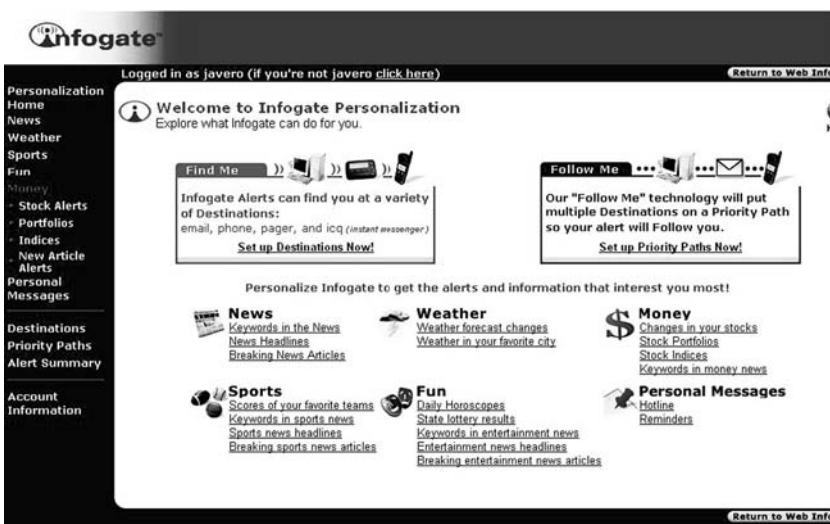 Infogate
Logged in as javero (if you're not javero click here)
Return to Web
Personalization
Home
News
Weather
Sports
Fun
Money
Stock Alerts
Portfolios
Indices
New Article
Alerts
Personal
Messages
Destinations
Priority Paths
Alert Summary
Account
Information
Welcome to Infogate Personalization
Explore what Infogate can do for you.
Find Me
Infogate Alerts can find you at a variety
of Destinations:
email, phone, pager, and icq (instant messenger)
Set up Destinations Now!
Follow Me
Our "Follow Me" technology will put
multiple Destinations on a Priority Path
so your alert will Follow you.
Set up Priority Paths Now!
Personalize Infogate to get the alerts and information that interest you most!
News
Keywords in the News
News Headlines
Breaking News Articles
Weather
Weather forecast changes
Weather in your favorite city
Money
Changes in your stocks
Stock Portfolios
Stock Indices
Keywords in money news
Sports
Scores of your favorite teams
Keywords in sports news
Sports news headlines
Breaking sports news articles
Fun
Daily Horoscopes
State lottery results
Keywords in entertainment news
Entertainment news headlines
Breaking entertainment news articles
Personal Messages
Hotline
Reminders
Return to Web